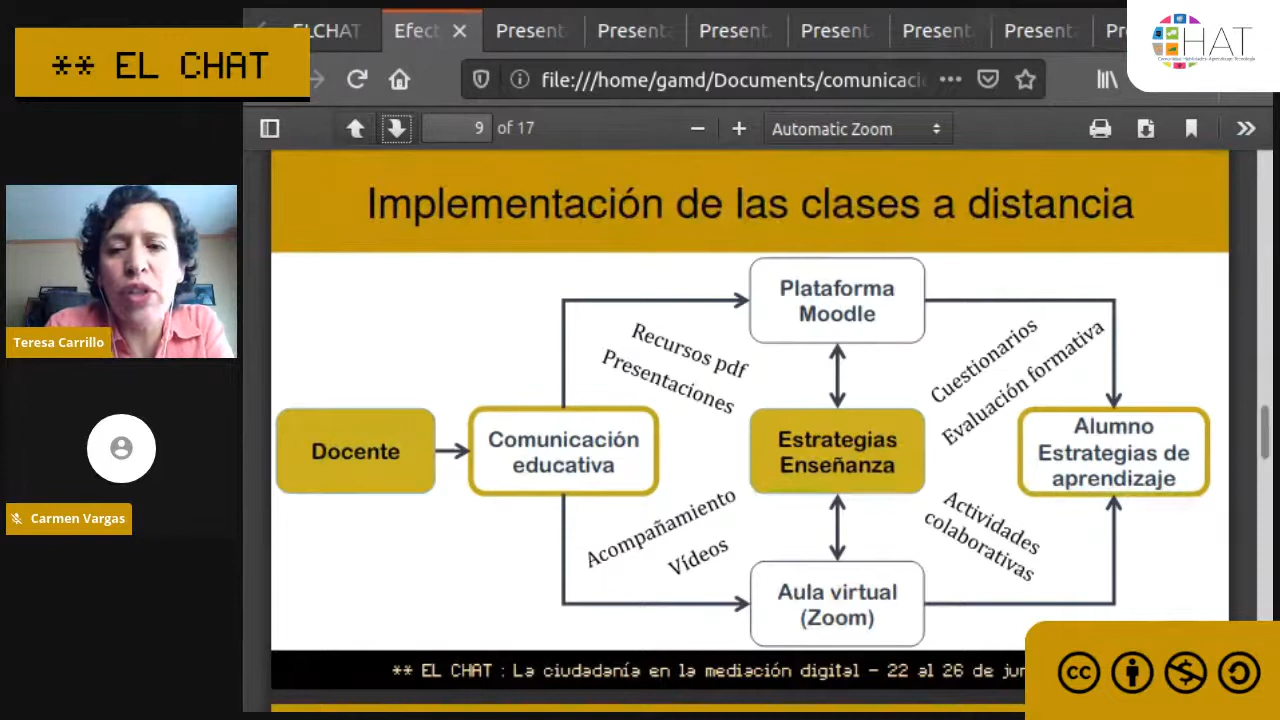 ** EL CHAT
ELCHAT
Efect
Present
Present
Present
Present
Present
Present
Pr
HAT
file:///home/gamd/Documents/comunicaci
9 of 17
Automatic Zoom
Implementación de las clases a distancia
Plataforma
Moodle
Recursos pdf
Presentaciones
Cuestionarios
Evaluación formativa
Docente
Comunicación
educativa
Estrategias
Enseñanza
Alumno
Estrategias de
aprendizaje
Acompañamiento
Vídeos
Actividades
colaborativas
Aula virtual
(Zoom)
Teresa Carrillo
Carmen Vargas
** EL CHAT : La ciudadanía en la mediación digital – 22 al 26 de jun
cc